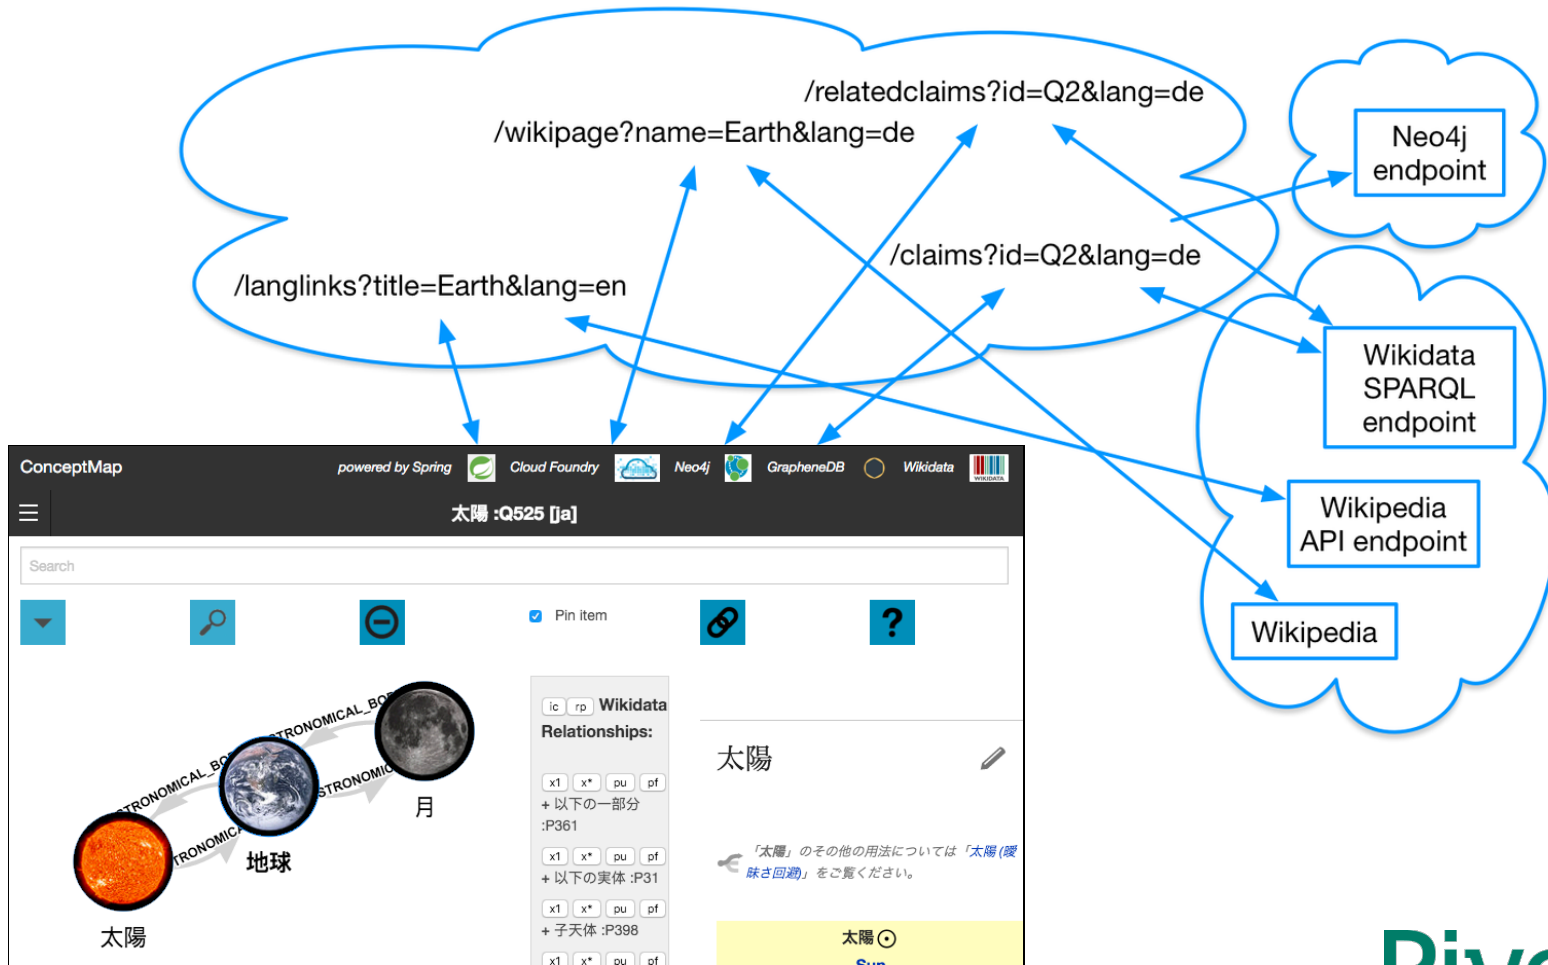 /relatedclaims?id=Q2&lang=de
/wikipage?name=Earth&lang=de
Neo4j
endpoint
/claims?id=Q2&lang=de
/langlinks?title=Earth&lang=en
Wikidata
SPARQL
endpoint
Wikipedia
API endpoint
Wikipedia
ConceptMap
powered by Spring
Cloud Foundry
Neo4j
GrapheneDB
Wikidata
WIKIDATA
太陽 :Q525 [ja]
Search
Pin item
?
月
地球
太陽
ic rp Wikidata
Relationships:
x1 x* pu pf
+ 以下の一部分
:P361
x1 x* pu pf
+ 以下の実体 :P31
x1 x* pu pf
+ 子天体 :P398
x1 x* pu pf
太陽
「太陽」のその他の用法については「太陽 (曖
昧さ回避)」をご覧ください。
太陽
Sun